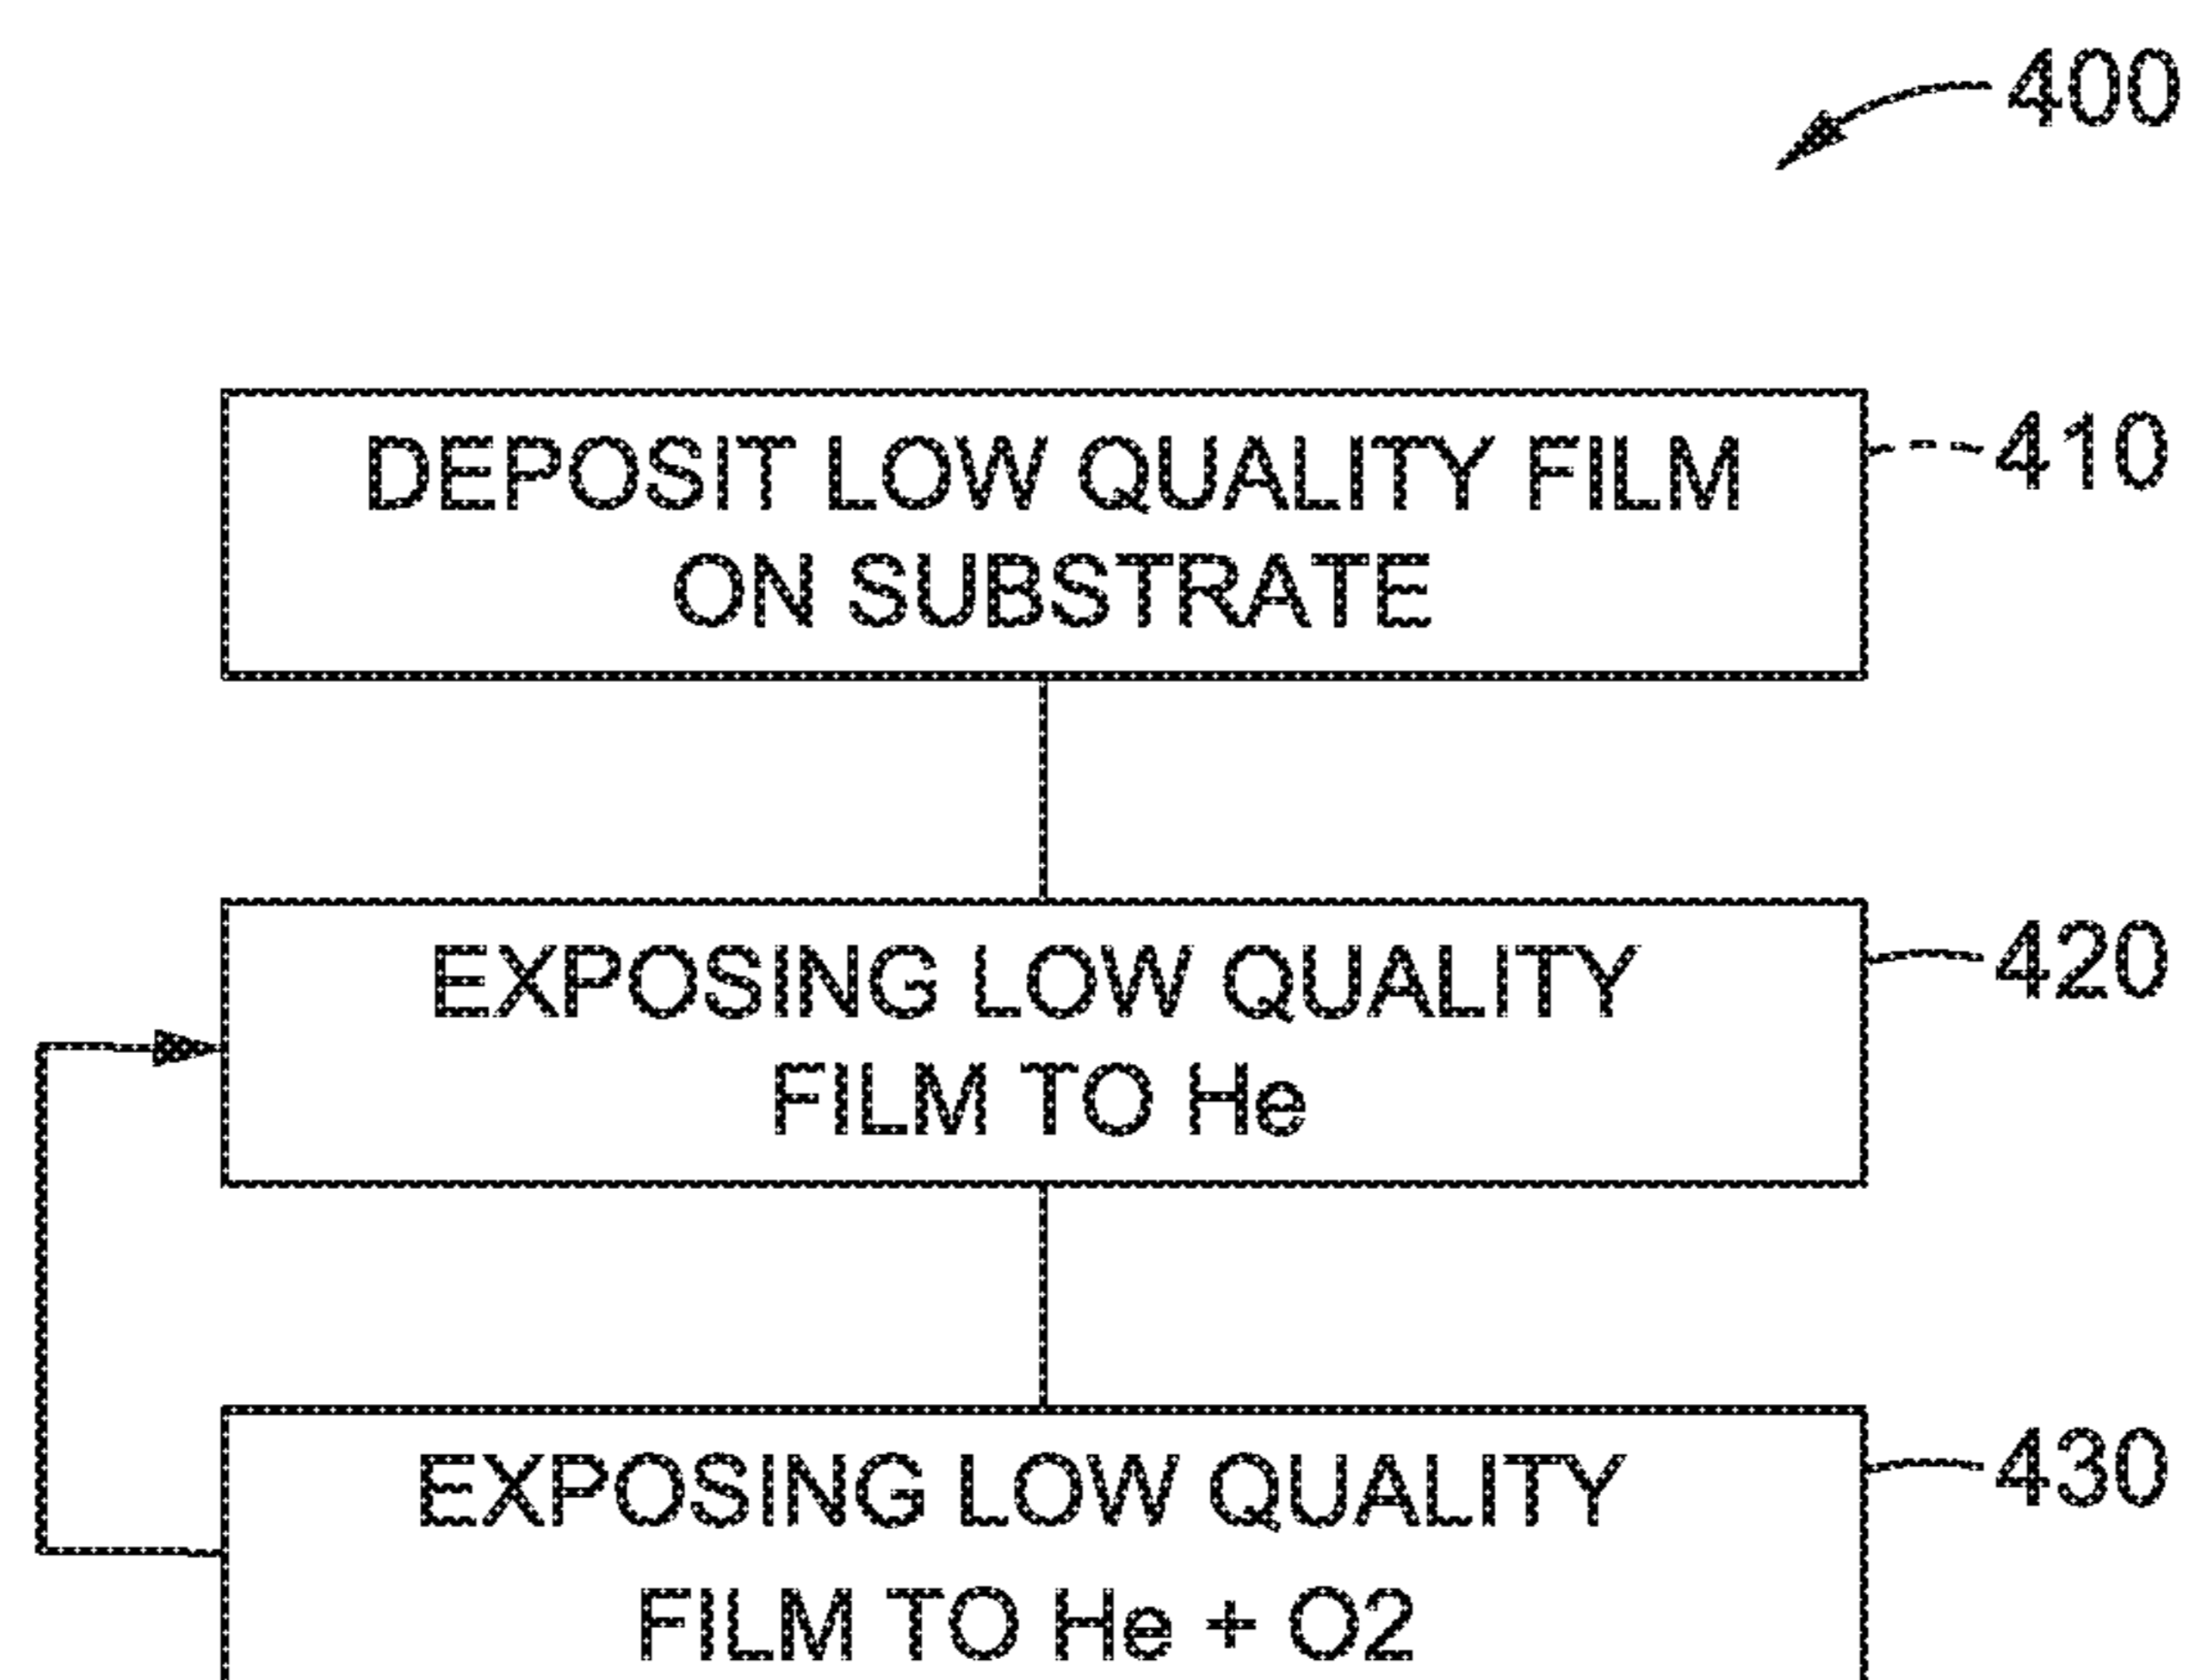 400
DEPOSIT LOW QUALITY FILM
ON SUBSTRATE
410
EXPOSING LOW QUALITY
FILM TO He
420
EXPOSING LOW QUALITY
FILM TO He + O2
430